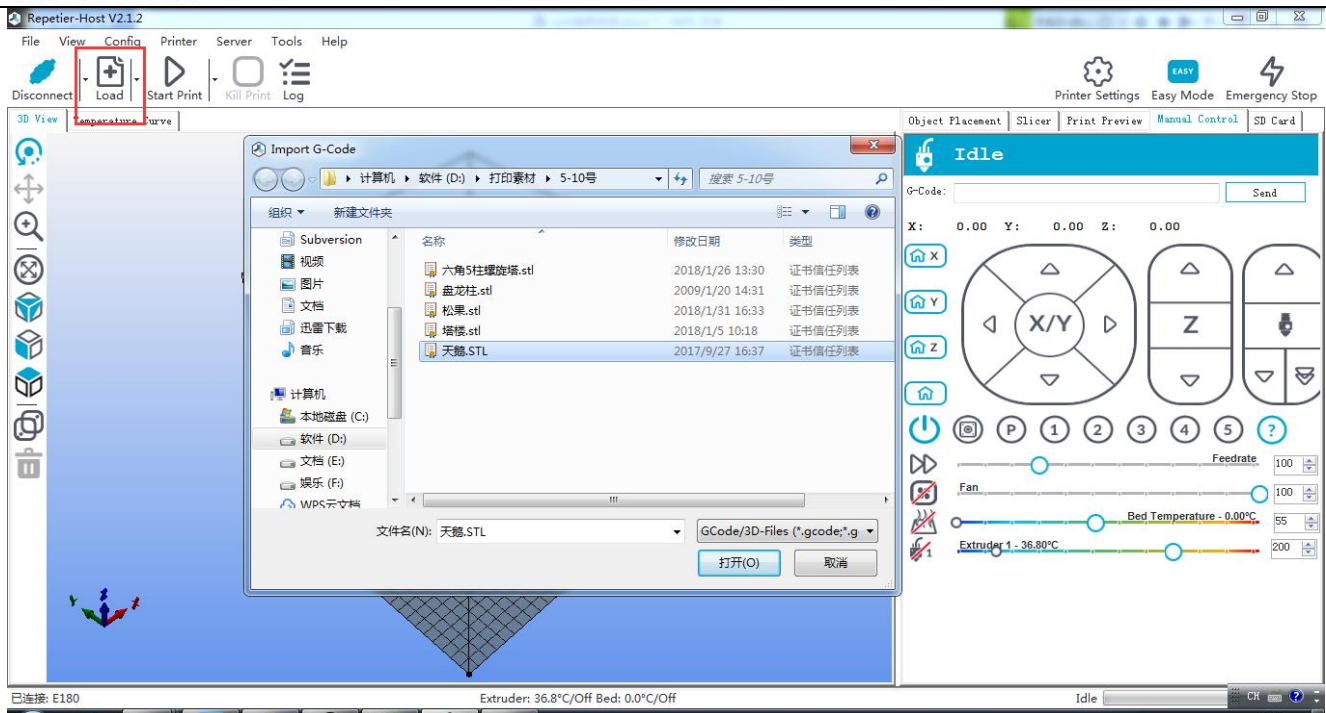 Repetier-Host V2.1.2
File View Config Printer Server Tools Help
Disconnect Load Start Print Kill Print Log
Printer Settings EASY Easy Mode Emergency Stop
3D View Temperature Curve
Object Placement Slicer Print Preview Manual Control SD Card
Import G-Code
计算机 软件 (D:) 打印素材 5-10号
搜索 5-10号
组织 新建文件夹
Subversion
视频
图片
文档
迅雷下载
音乐
计算机
本地磁盘 (C:)
软件 (D:)
文档 (E:)
娱乐 (F:)
WPS云文档
名称 修改日期 类型
六角5柱螺旋塔.stl 2018/1/26 13:30 证书信任列表
盘龙柱.stl 2009/1/20 14:31 证书信任列表
松果.stl 2018/1/31 16:33 证书信任列表
塔楼.stl 2018/1/5 10:18 证书信任列表
天鹅.STL 2017/9/27 16:37 证书信任列表
文件名(N): 天鹅.STL GCode/3D-Files (*.gcode;*.g
打开(O) 取消
Idle
G-Code: Send
X: 0.00 Y: 0.00 Z: 0.00
X
Y
Z
X/Y Z
P 1 2 3 4 5 ?
Feedrate 100
Fan 100
Bed Temperature - 0.00°C 55
1 Extruder 1 - 36.80°C 200
Y Z X
已连接: E180 Extruder: 36.8°C/Off Bed: 0.0°C/Off Idle CH